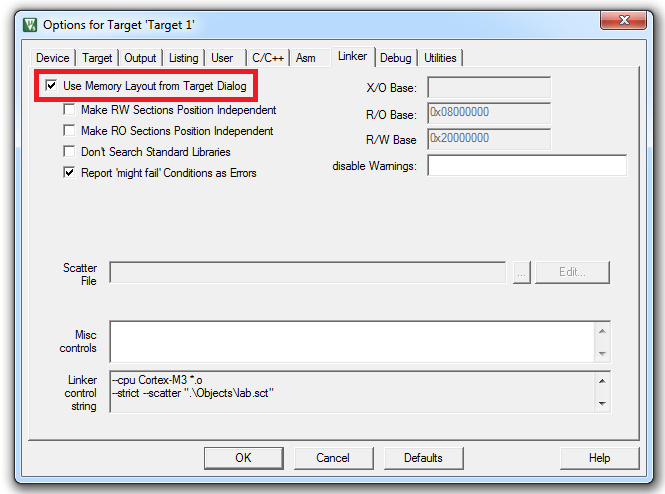 Options for Target 'Target 1'
Device Target Output Listing User C/C++ Asm Linker Debug Utilities
Use Memory Layout from Target Dialog
Make RW Sections Position Independent
Make RO Sections Position Independent
Don't Search Standard Libraries
Report 'might fail' Conditions as Errors
X/O Base:
R/O Base: 0x08000000
R/W Base 0x20000000
disable Warnings:
Scatter
File
... Edit...
Misc
controls
Linker
control
string
--cpu Cortex-M3 *.o
--strict --scatter ".\Objects\lab.sct"
OK Cancel Defaults Help